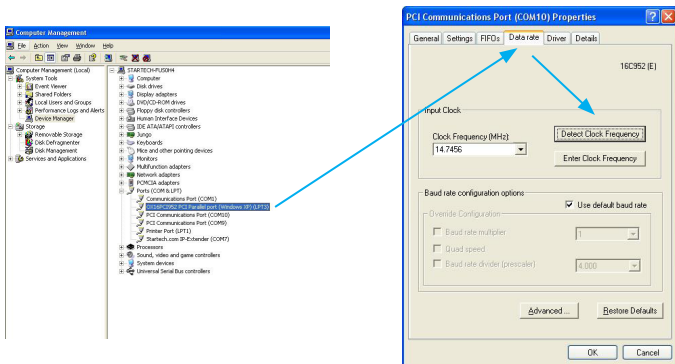 Computer Management
File Action View Window Help
Computer Management (Local)
System Tools
Event Viewer
Shared Folders
Local Users and Groups
Performance Logs and Alerts
Device Manager
Storage
Removable Storage
Disk Defragmenter
Disk Management
Services and Applications
STARTECH-FUS0H4
Computer
Disk drives
Display adapters
DVD/CD-ROM drives
Floppy disk controllers
Human Interface Devices
IDE ATA/ATAPI controllers
Jungo
Keyboards
Mice and other pointing devices
Monitors
Multifunction adapters
Network adapters
PCMCIA adapters
Ports (COM & LPT)
Communications Port (COM1)
OX16PCI952 PCI Parallel port (Windows XP) (LPT3)
PCI Communications Port (COM10)
PCI Communications Port (COM9)
Printer Port (LPT1)
Startech.com IP-Extender (COM7)
Processors
Sound, video and game controllers
System devices
Universal Serial Bus controllers
PCI Communications Port (COM10) Properties
General Settings FIFOs Data rate Driver Details
16C952 (E)
Input Clock
Clock Frequency (MHz):
14.7456
Detect Clock Frequency
Enter Clock Frequency
Baud rate configuration options
Use default baud rate
Override Configuration
Baud rate multiplier
1
Quad speed
Baud rate divider (prescaler)
4.000
Advanced ...
Restore Defaults
OK
Cancel